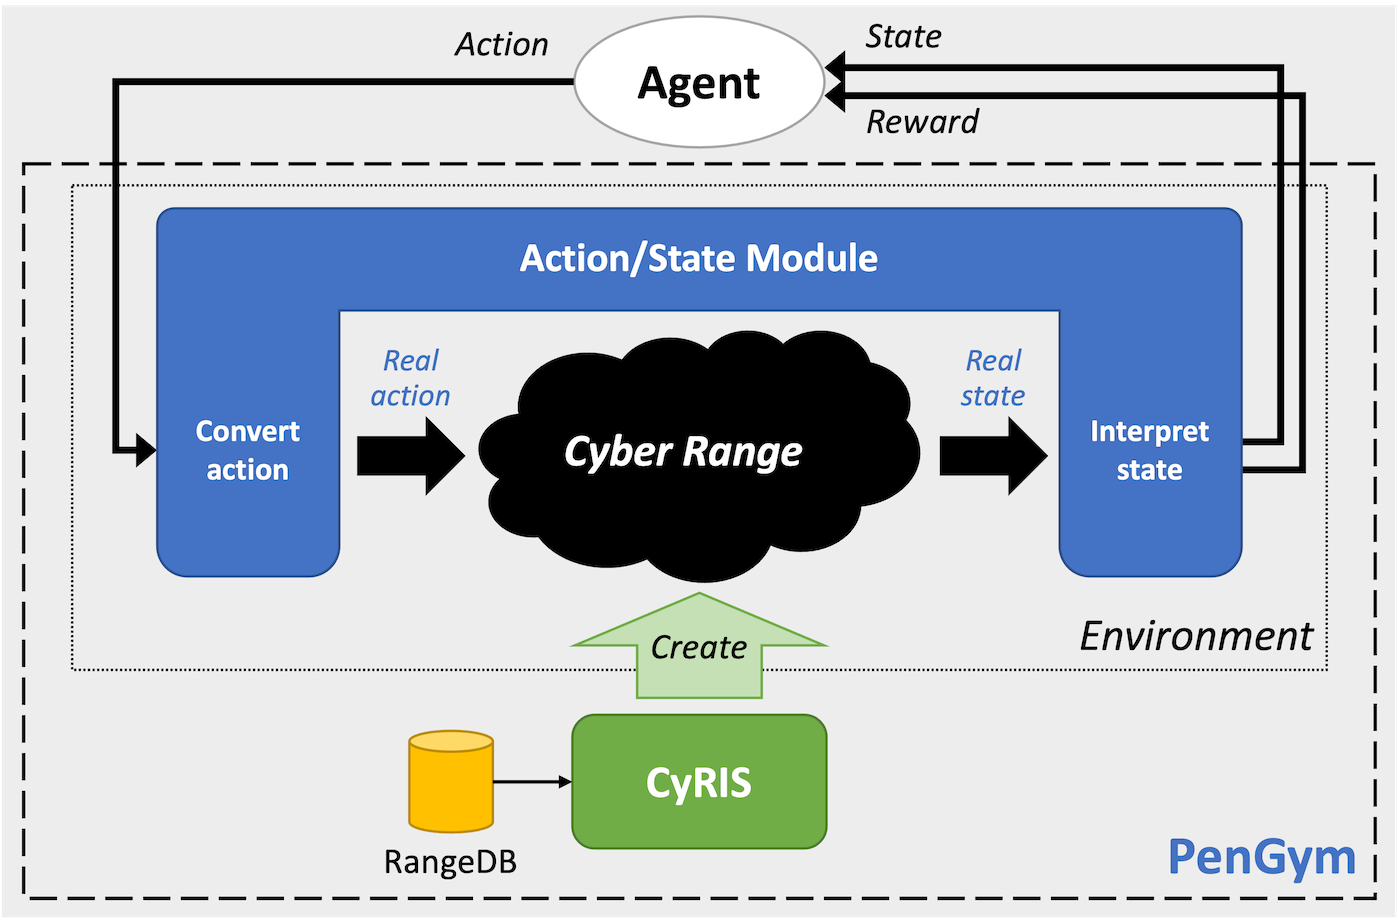 Action
State
Agent
Reward
Action/State Module
Real
action
Real
state
Convert
action
Cyber Range
Interpret
state
Create
Environment
CyRIS
RangeDB
PenGym